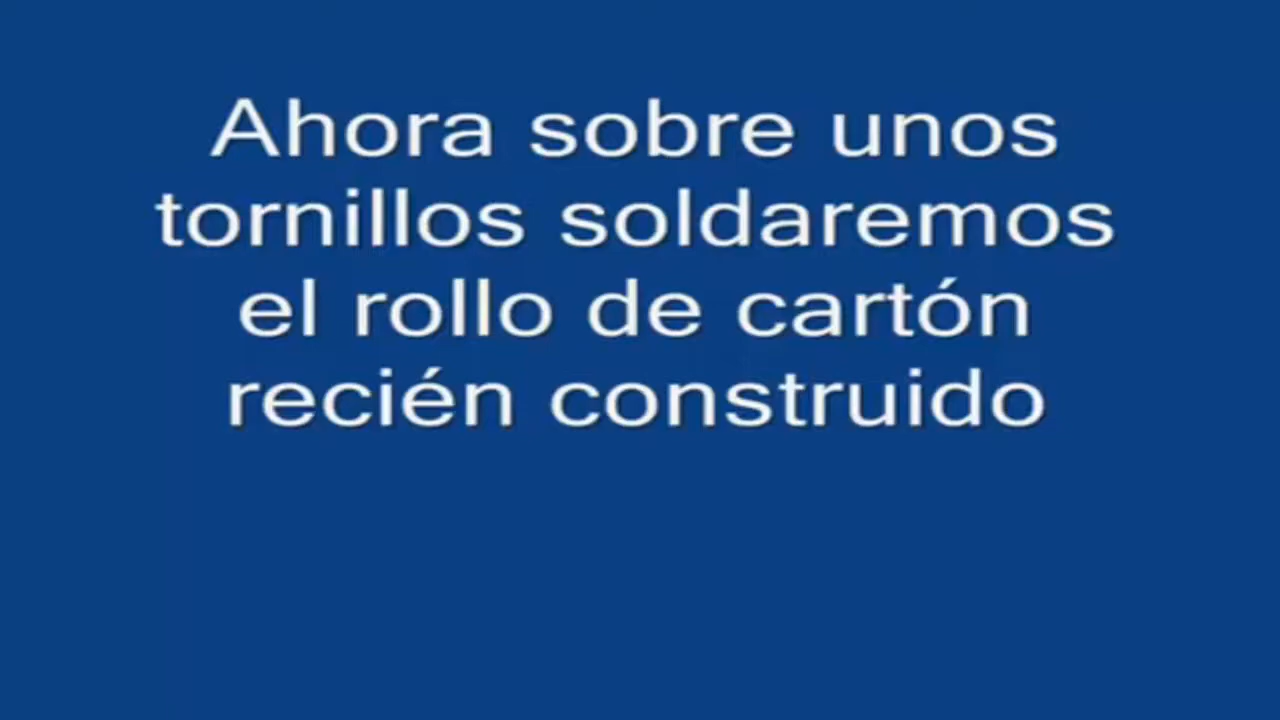 Ahora sobre unos
tornillos soldaremos
el rollo de cartón
recién construido